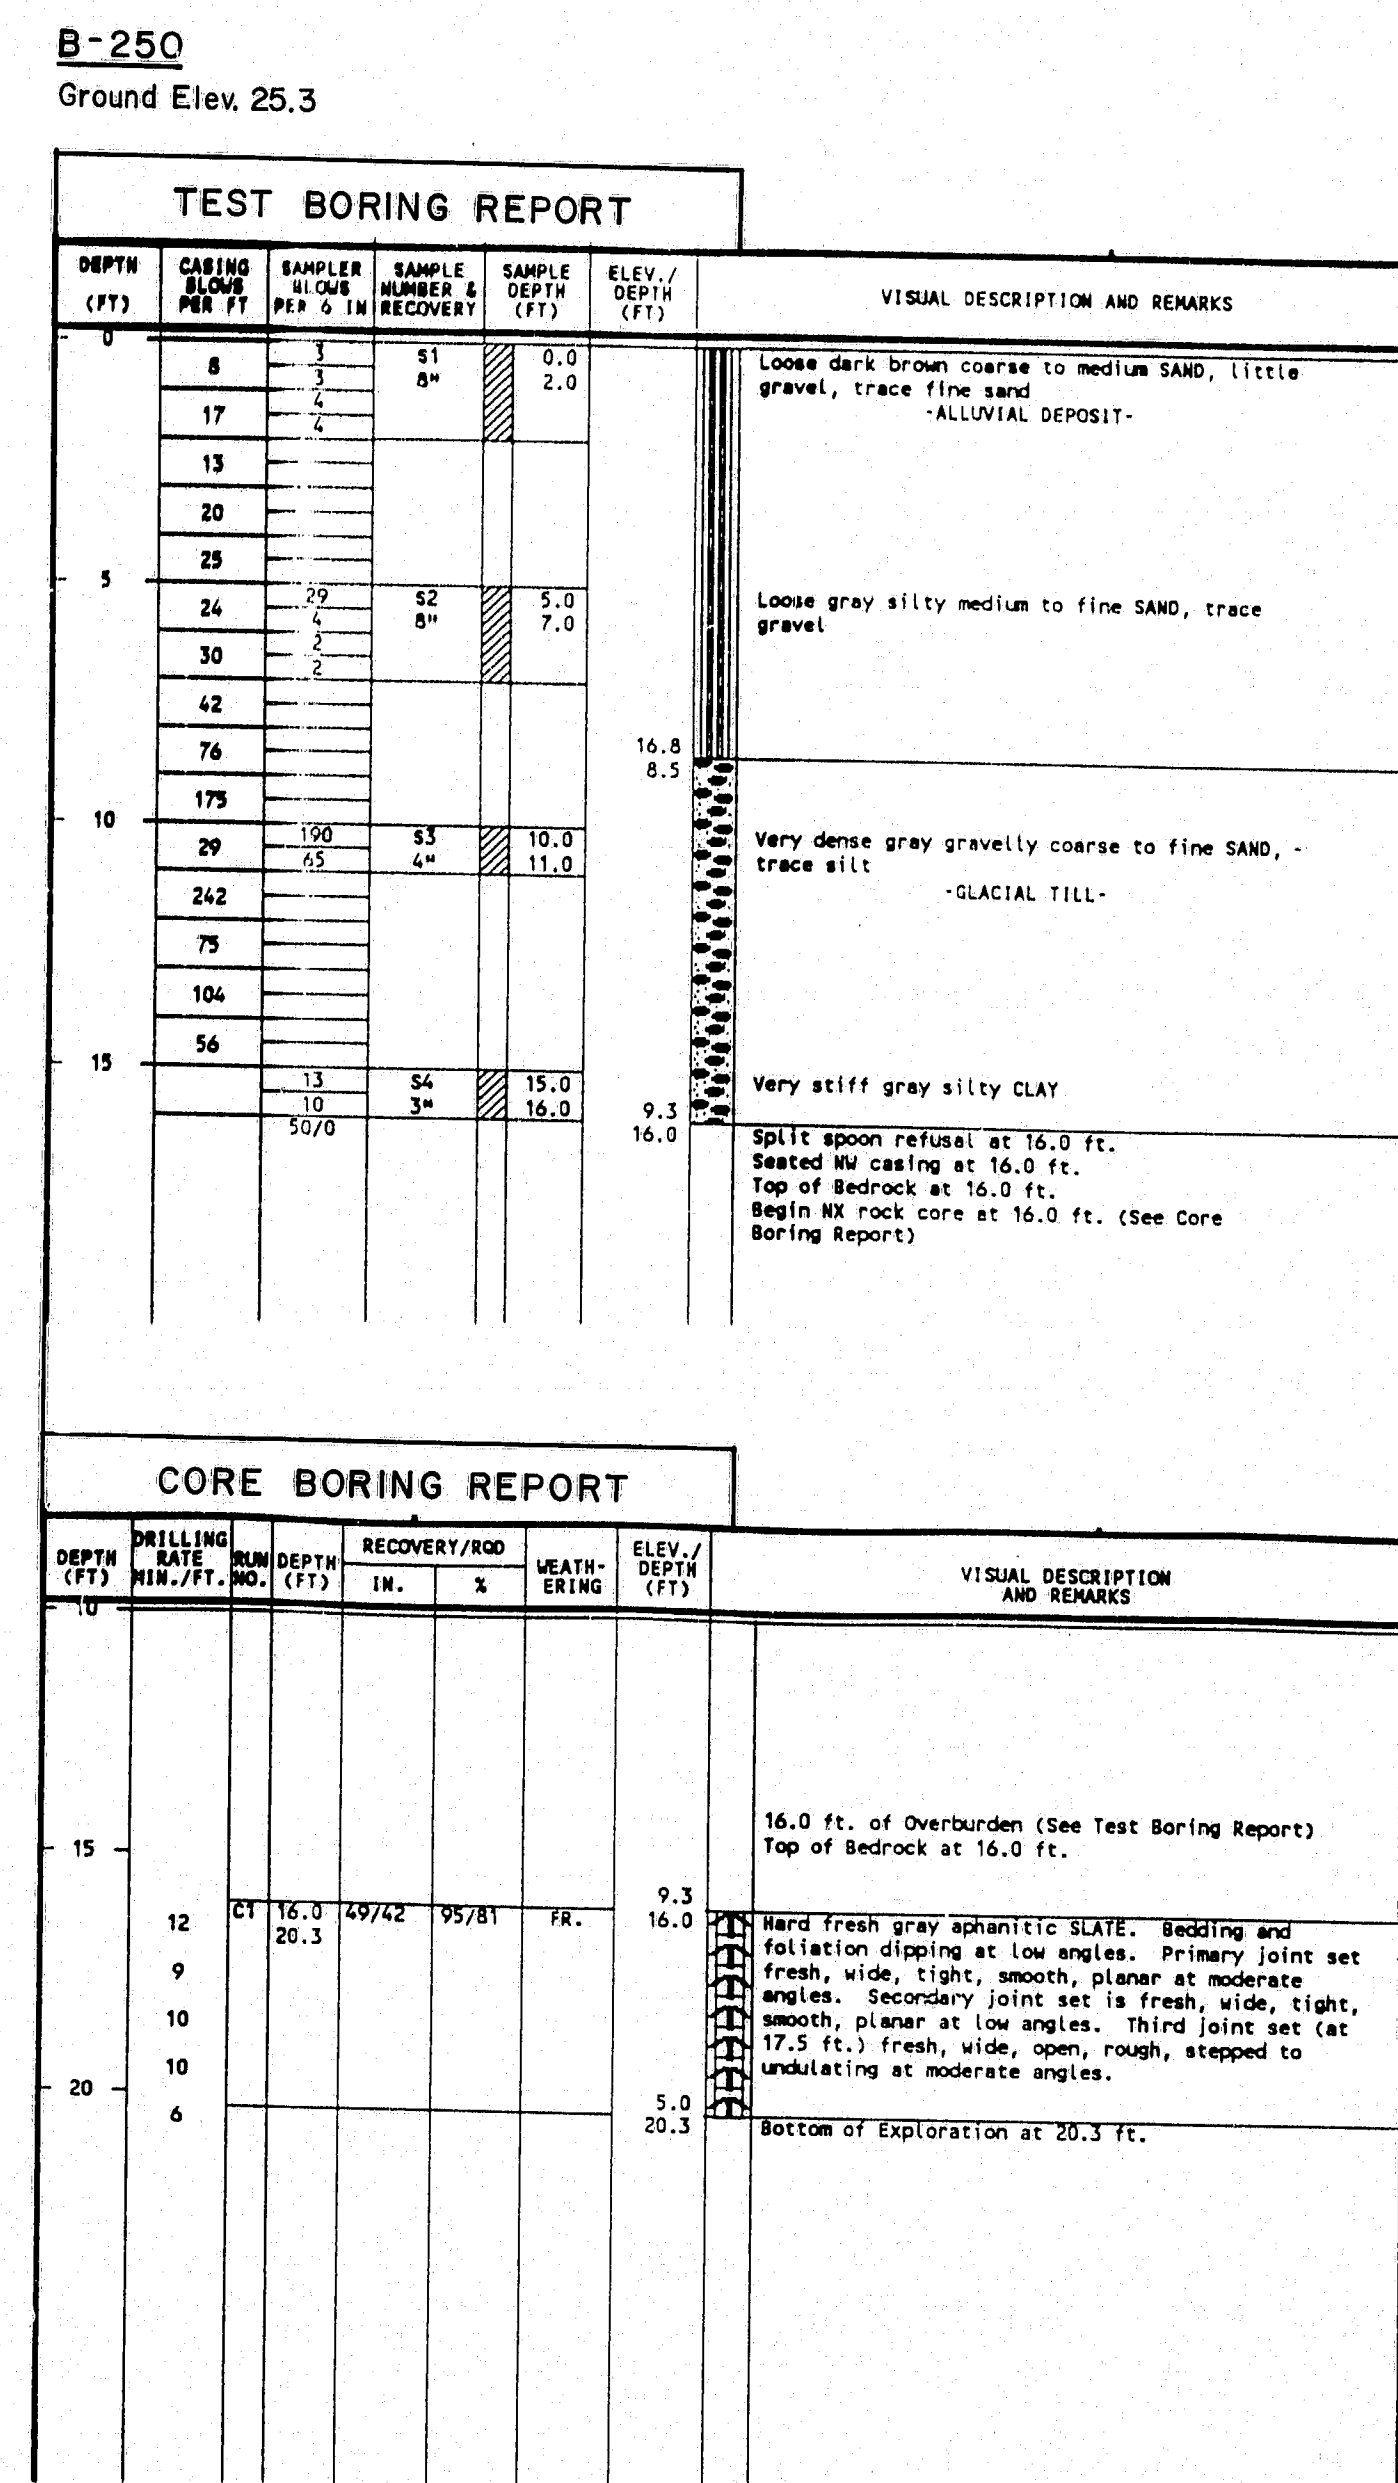 B-250
Ground Elev. 25.3
TEST BORING REPORT
DEPTH (FT) CASING BLOWS PER FT SAMPLER BLOWS PER 6 IN SAMPLE NUMBER & RECOVERY SAMPLE DEPTH (FT) ELEV./ DEPTH (FT) VISUAL DESCRIPTION AND REMARKS
0
8 3 S1 0.0 Loose dark brown coarse to medium SAND, little
3 8" 2.0 gravel, trace fine sand
17 4 -ALLUVIAL DEPOSIT-
4
13
20
25
5
24 29 S2 5.0 Loose gray silty medium to fine SAND, trace
4 8" 7.0 gravel
30 2
2
42
76 16.8
8.5
175
10
29 190 S3 10.0 Very dense gray gravelly coarse to fine SAND, -
65 4" 11.0 trace silt
242 -GLACIAL TILL-
75
104
56
15
13 S4 15.0 Very stiff gray silty CLAY
10 3" 16.0 9.3
50/0 16.0 Split spoon refusal at 16.0 ft.
Seated NW casing at 16.0 ft.
Top of Bedrock at 16.0 ft.
Begin NX rock core at 16.0 ft. (See Core
Boring Report)
CORE BORING REPORT
DEPTH (FT) DRILLING RATE MIN./FT. RUN NO. DEPTH (FT) RECOVERY/RQD IN. % WEATH- ERING ELEV./ DEPTH (FT) VISUAL DESCRIPTION AND REMARKS
10
16.0 ft. of Overburden (See Test Boring Report)
15 Top of Bedrock at 16.0 ft.
9.3
12 C1 16.0 49/42 95/81 FR. 16.0 Hard fresh gray aphanitic SLATE. Bedding and
20.3 foliation dipping at low angles. Primary joint set
9 fresh, wide, tight, smooth, planar at moderate
angles. Secondary joint set is fresh, wide, tight,
10 smooth, planar at low angles. Third joint set (at
17.5 ft.) fresh, wide, open, rough, stepped to
10 undulating at moderate angles.
20
6 5.0
20.3 Bottom of Exploration at 20.3 ft.